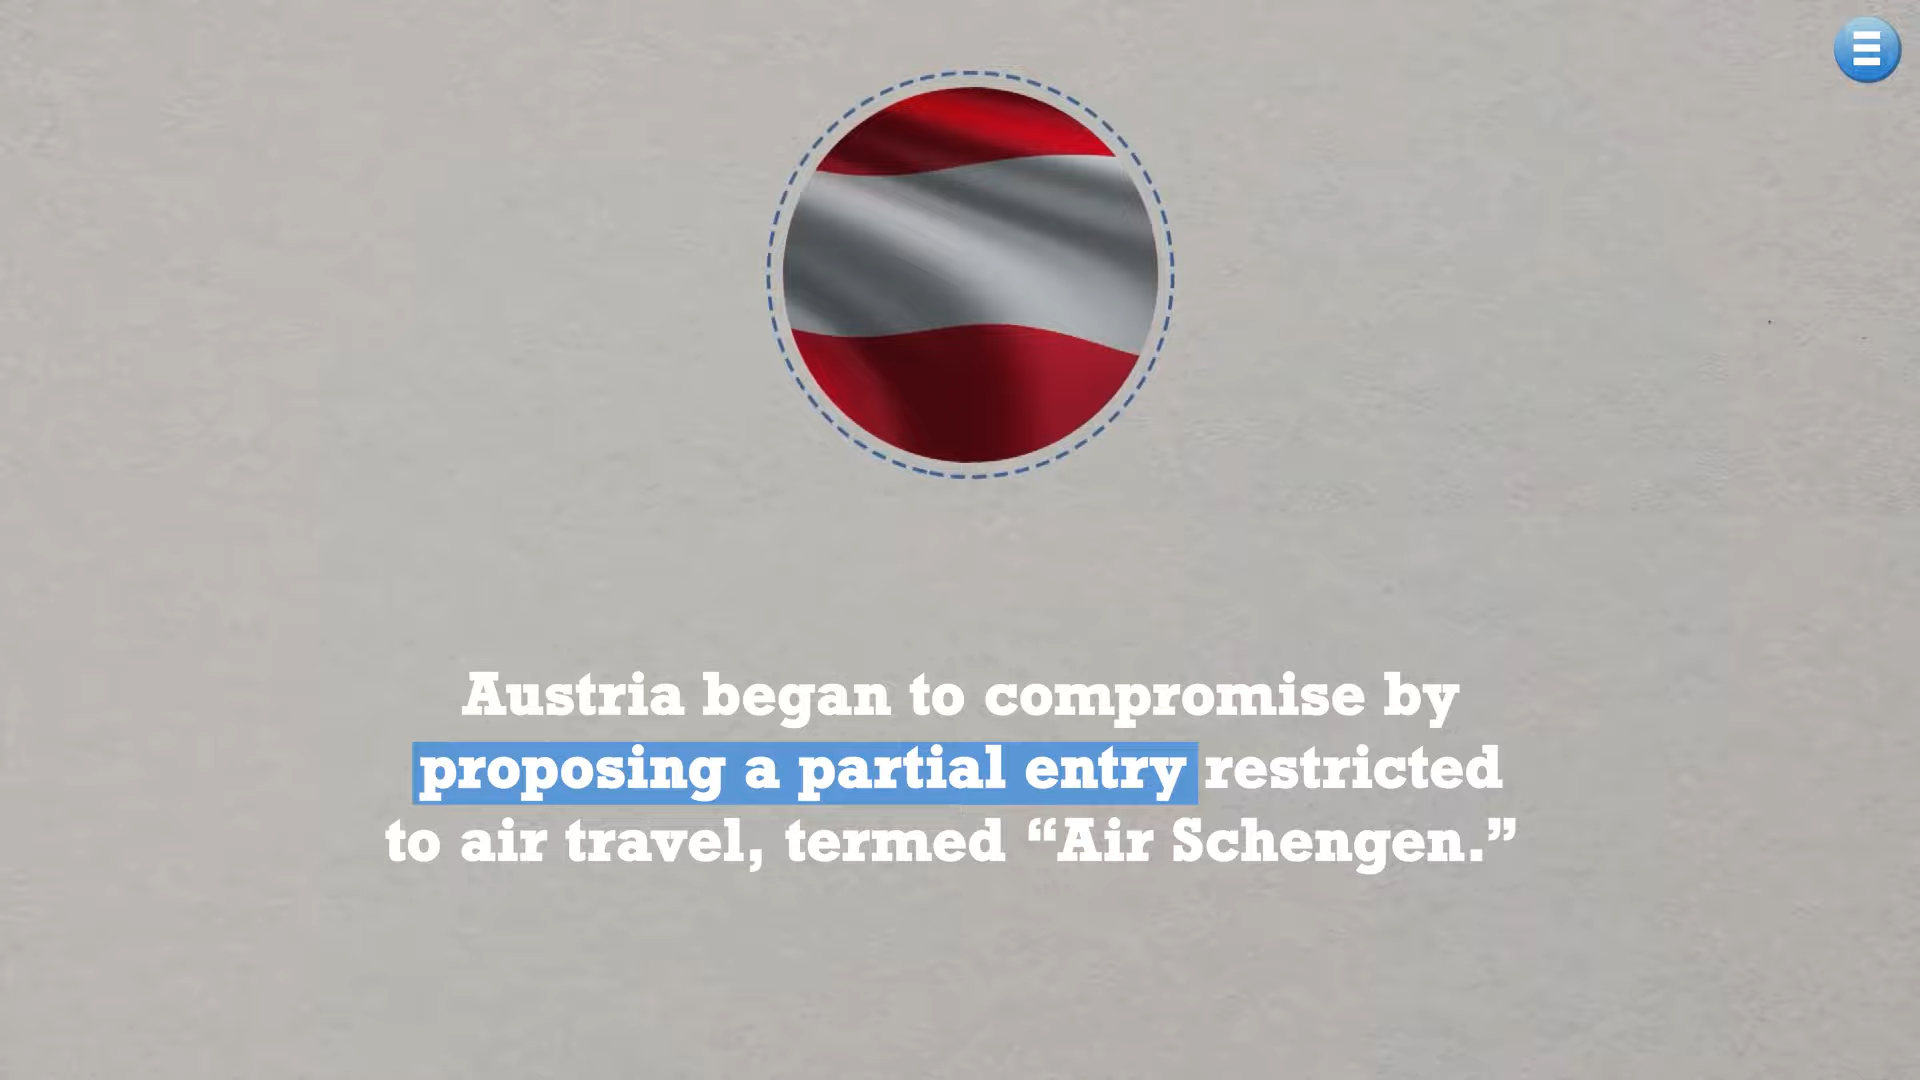 Austria began to compromise by
proposing a partial entry restricted
to air travel, termed “Air Schengen.”